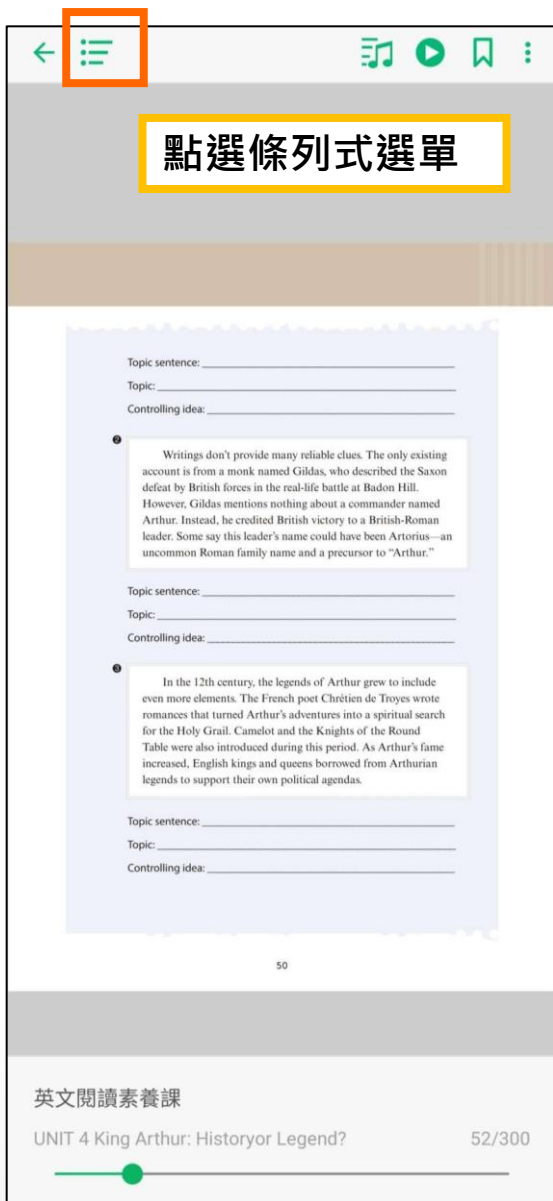 點選條列式選單
Topic sentence:
Topic:
Controlling idea:
❷
Writings don't provide many reliable clues. The only existing
account is from a monk named Gildas, who described the Saxon
defeat by British forces in the real-life battle at Badon Hill.
However, Gildas mentions nothing about a commander named
Arthur. Instead, he credited British victory to a British-Roman
leader. Some say this leader's name could have been Artorius—an
uncommon Roman family name and a precursor to “Arthur.”
Topic sentence:
Topic:
Controlling idea:
❸
In the 12th century, the legends of Arthur grew to include
even more elements. The French poet Chrétien de Troyes wrote
romances that turned Arthur's adventures into a spiritual search
for the Holy Grail. Camelot and the Knights of the Round
Table were also introduced during this period. As Arthur's fame
increased, English kings and queens borrowed from Arthurian
legends to support their own political agendas.
Topic sentence:
Topic:
Controlling idea:
50
英文閱讀素養課
UNIT 4 King Arthur: Historyor Legend? 52/300